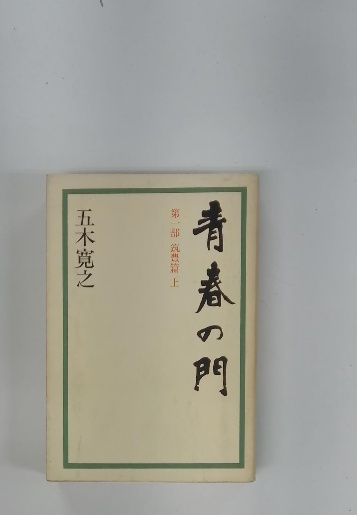 青春の門
第一部 筑豊篇 上
五木寛之